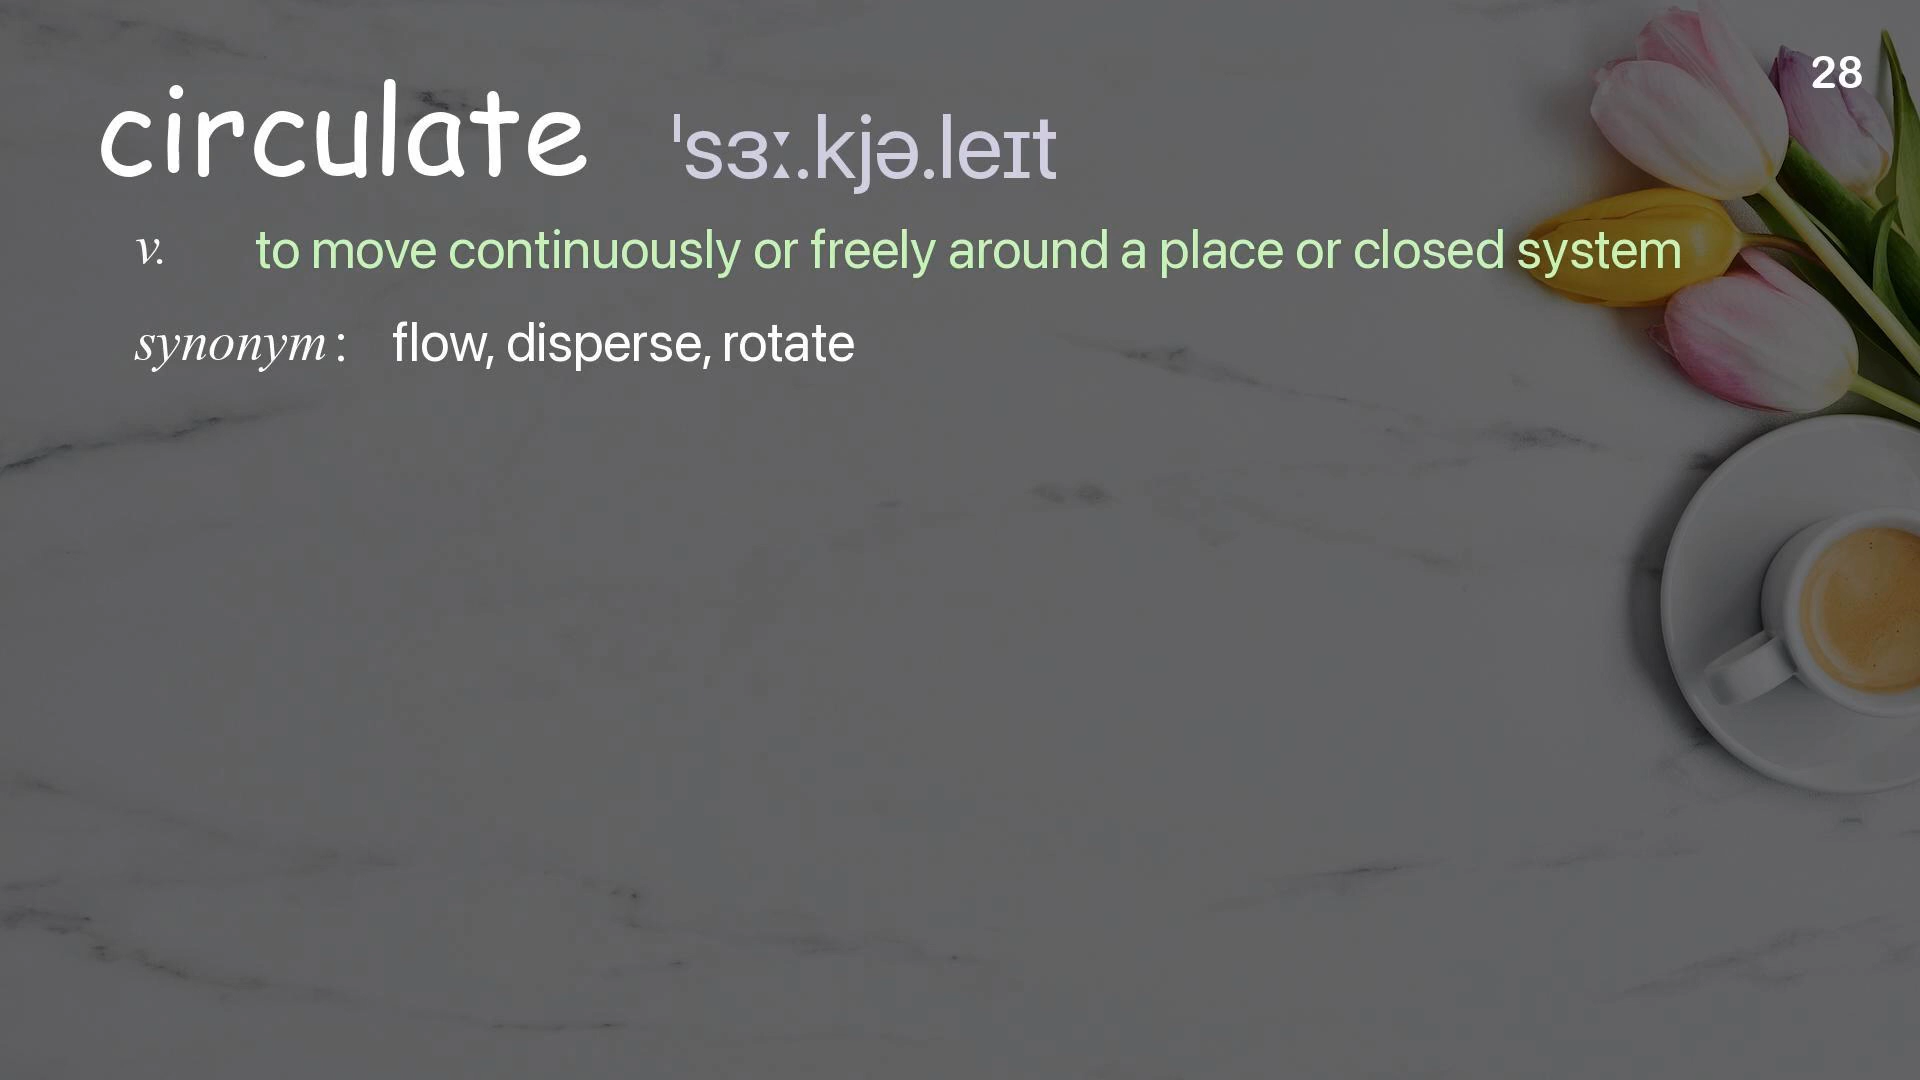 28
circulate ˈsɜː.kjə.leɪt
v. to move continuously or freely around a place or closed system
synonym : flow, disperse, rotate